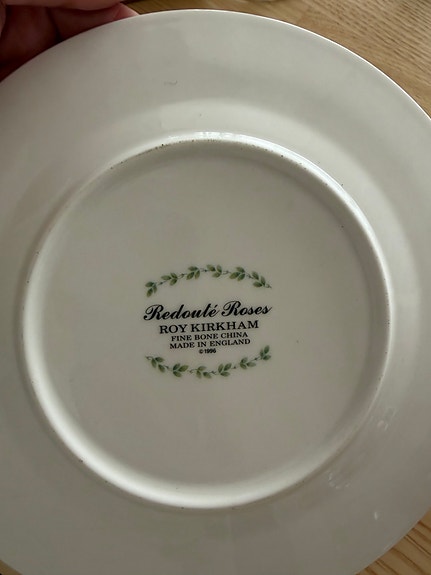 Redouté Roses
ROY KIRKHAM
FINE BONE CHINA
MADE IN ENGLAND
© 1996